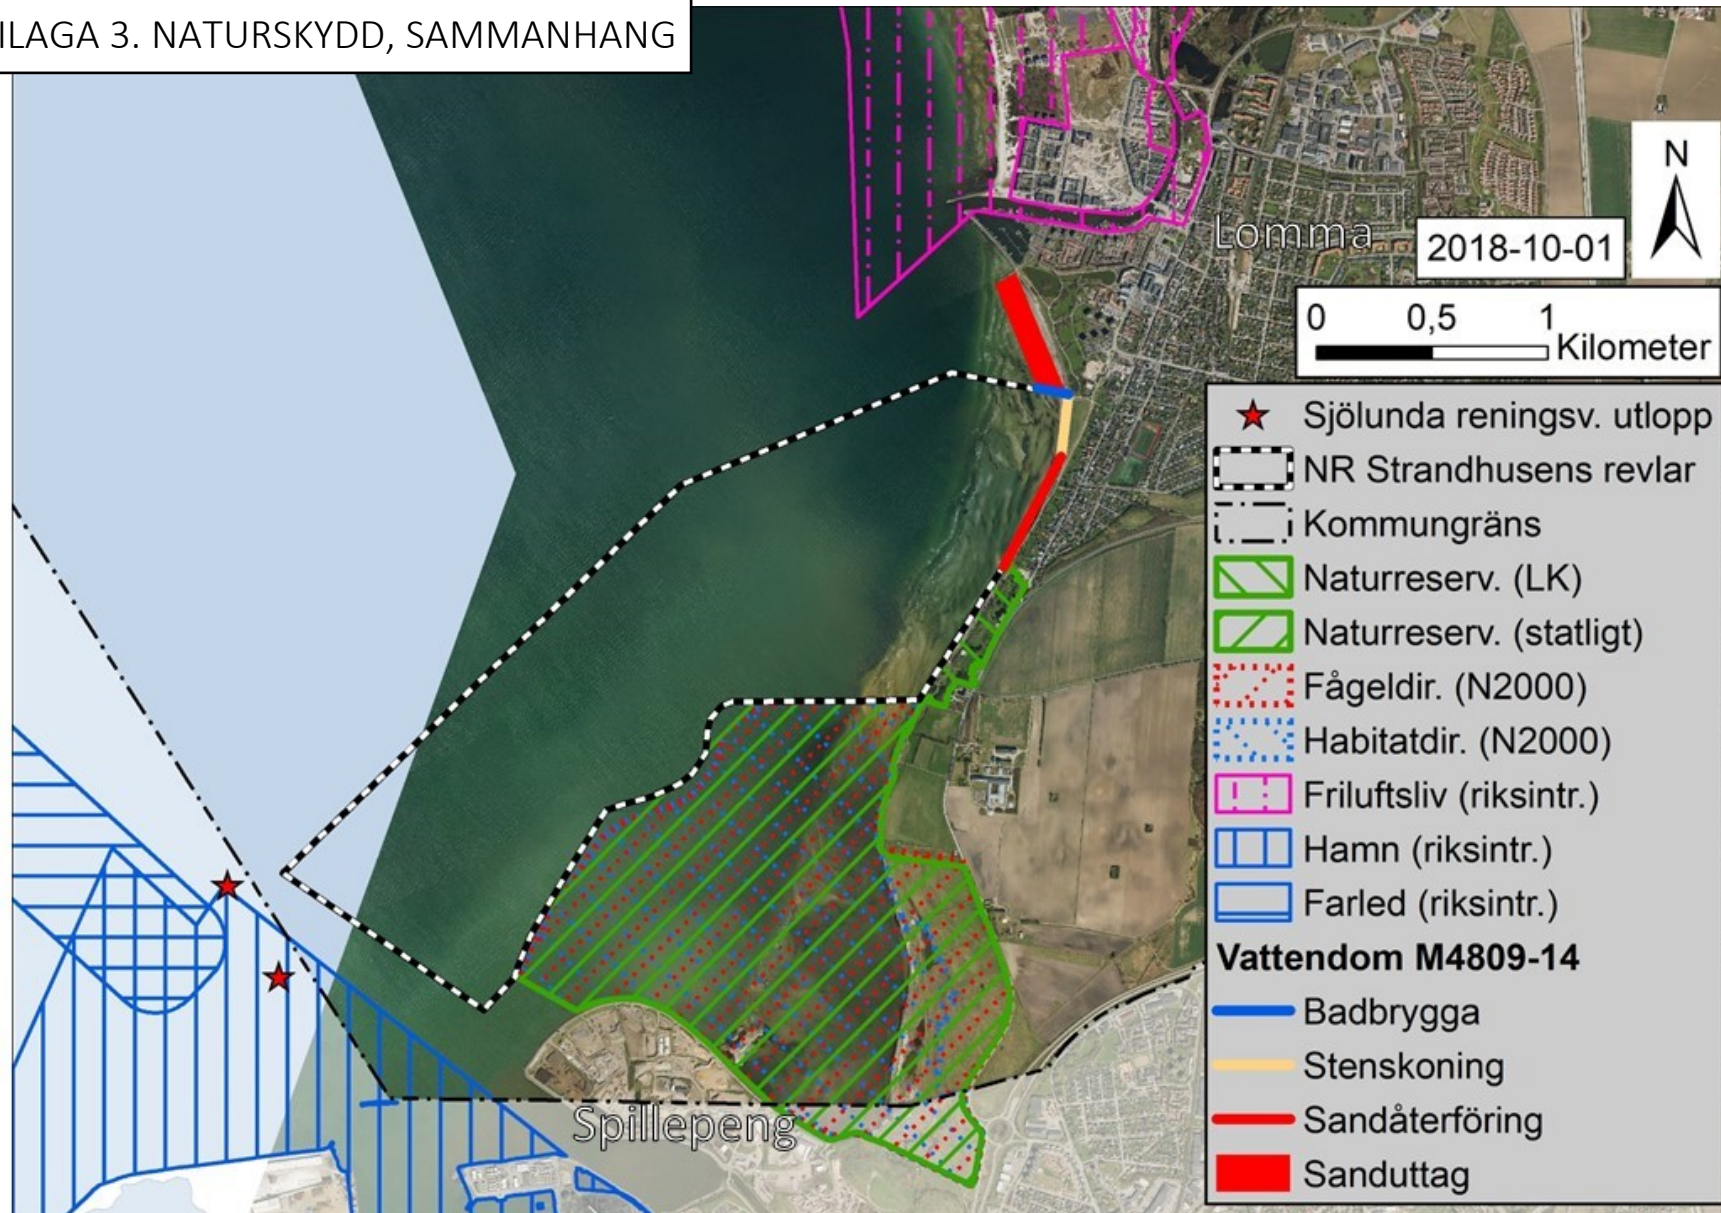 ILAGA 3. NATURSKYDD, SAMMANHANG
N
Lomma
2018-10-01
0 0,5 1
Kilometer
Sjölunda reningsv. utlopp
NR Strandhusens revlar
Kommungräns
Naturreserv. (LK)
Naturreserv. (statligt)
Fågeldir. (N2000)
Habitatdir. (N2000)
Friluftsliv (riksintr.)
Hamn (riksintr.)
Farled (riksintr.)
Vattendom M4809-14
Badbrygga
Stenskoning
Sandåterföring
Sanduttag
Spillepeng